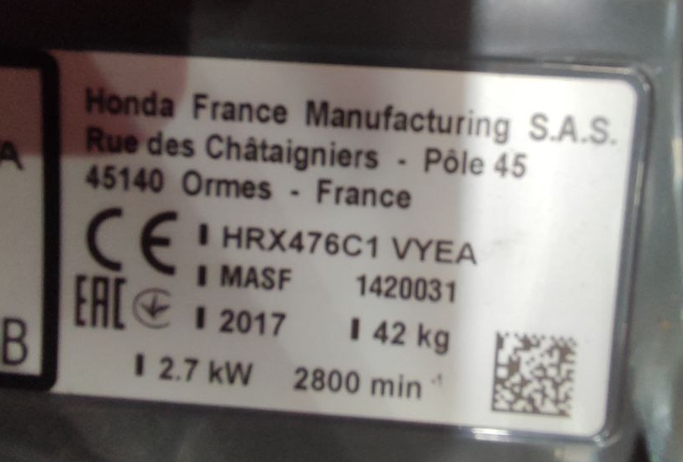 Honda France Manufacturing S.A.S.
Rue des Châtaigniers - Pôle 45
45140 Ormes - France
CE HRX476C1 VYEA
MASF 1420031
EAC 2017 42 kg
2.7 kW 2800 min⁻¹
A
B